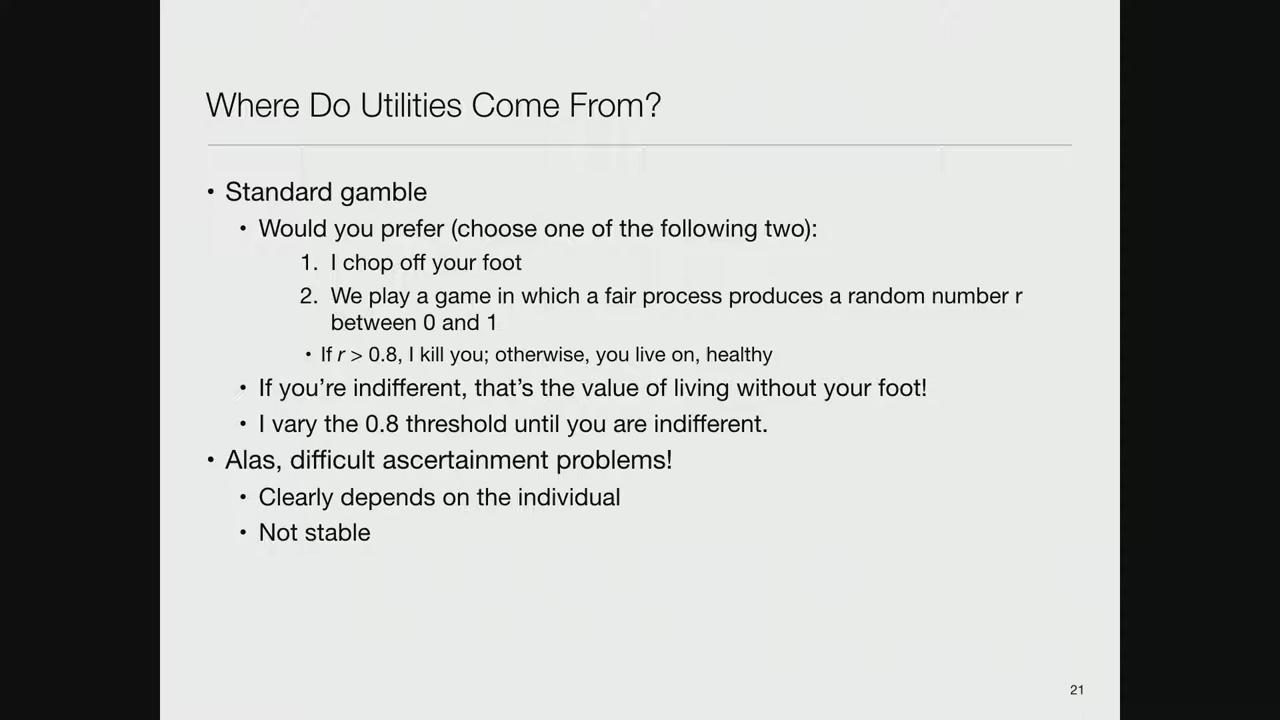 Where Do Utilities Come From?
• Standard gamble
• Would you prefer (choose one of the following two):
1. I chop off your foot
2. We play a game in which a fair process produces a random number r
between 0 and 1
• If r > 0.8, I kill you; otherwise, you live on, healthy
• If you’re indifferent, that’s the value of living without your foot!
• I vary the 0.8 threshold until you are indifferent.
• Alas, difficult ascertainment problems!
• Clearly depends on the individual
• Not stable
21